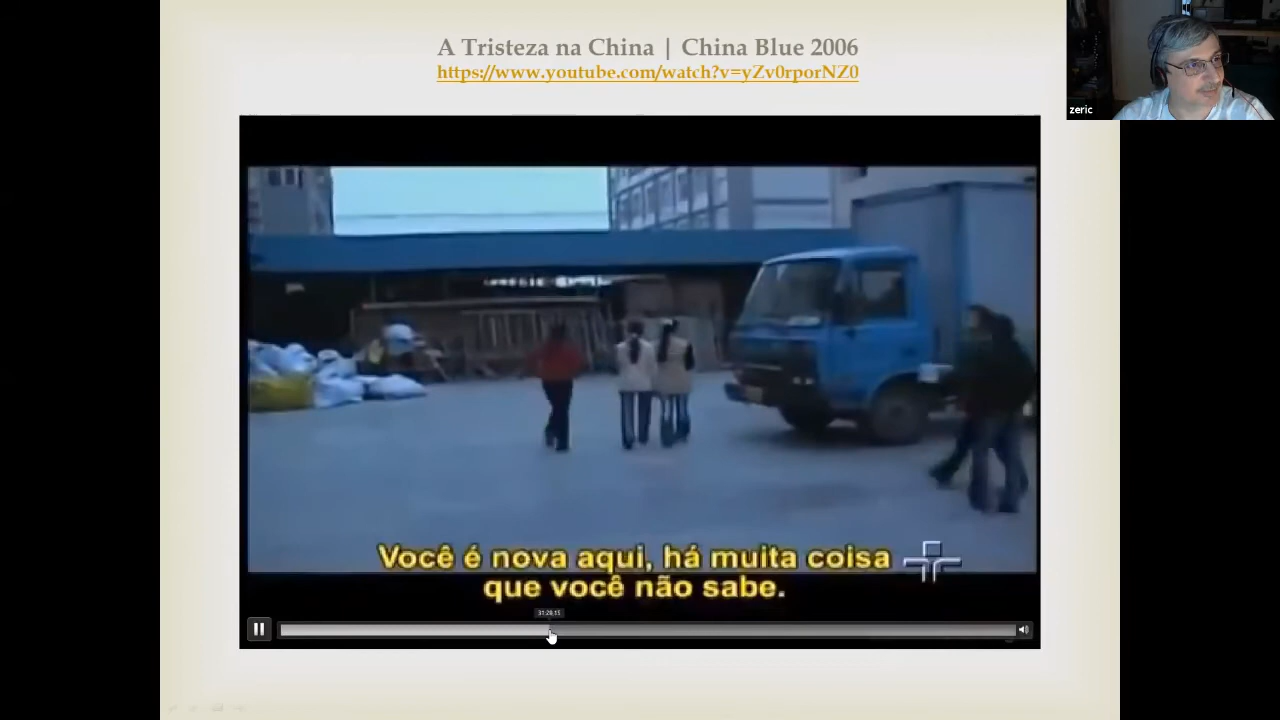 A Tristeza na China | China Blue 2006
https://www.youtube.com/watch?v=yZv0rporNZ0
zeric
Você é nova aqui, há muita coisa
que você não sabe.